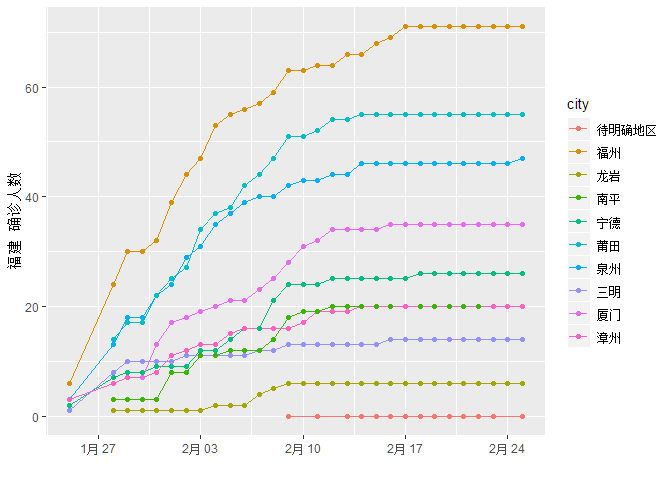 福建 确诊人数
60
40
20
0
1月 27
2月 03
2月 10
2月 17
2月 24
city
待明确地区
福州
龙岩
南平
宁德
莆田
泉州
三明
厦门
漳州